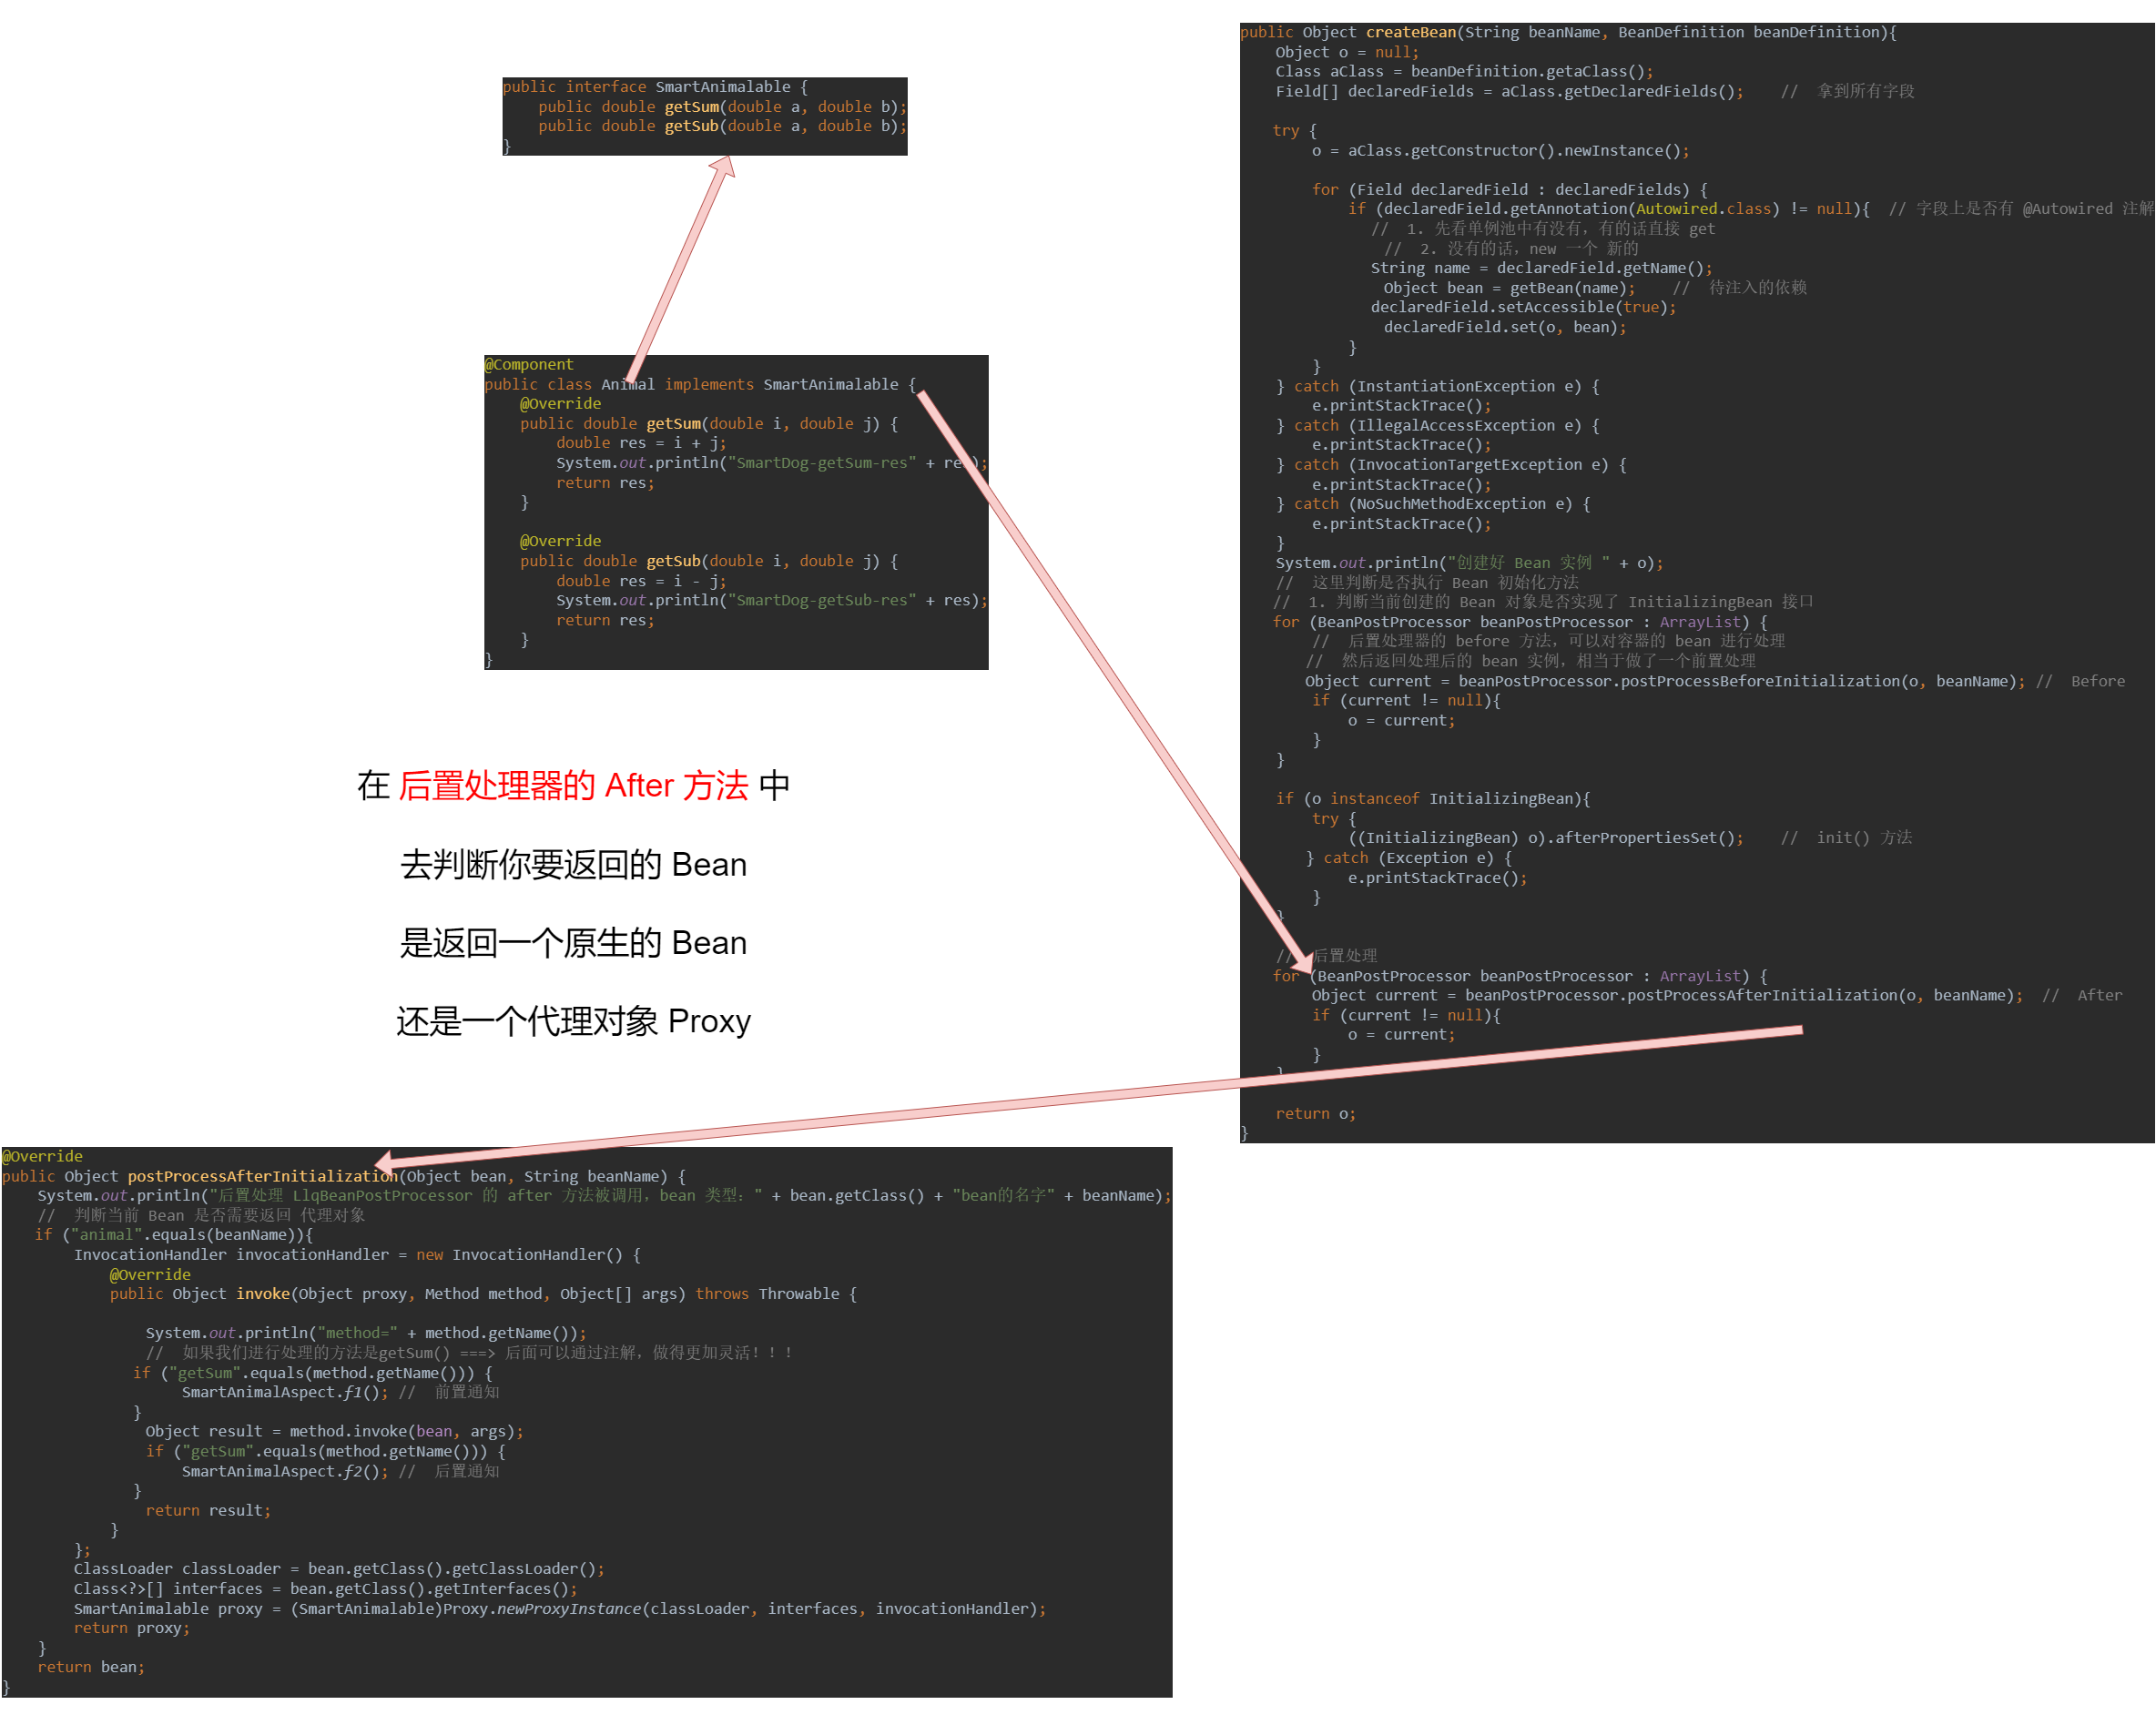 public interface SmartAnimalable {
public double getSum(double a, double b);
public double getSub(double a, double b);
}
@Component
public class Animal implements SmartAnimalable {
@Override
public double getSum(double i, double j) {
double res = i + j;
System.out.println("SmartDog-getSum-res" + res);
return res;
}
@Override
public double getSub(double i, double j) {
double res = i - j;
System.out.println("SmartDog-getSub-res" + res);
return res;
}
}
在 后置处理器的 After 方法 中
去判断你要返回的 Bean
是返回一个原生的 Bean
还是一个代理对象 Proxy
public Object createBean(String beanName, BeanDefinition beanDefinition){
Object o = null;
Class aClass = beanDefinition.getaClass();
Field[] declaredFields = aClass.getDeclaredFields();    //  拿到所有字段
try {
o = aClass.getConstructor().newInstance();
for (Field declaredField : declaredFields) {
if (declaredField.getAnnotation(Autowired.class) != null){  // 字段上是否有 @Autowired 注解
//  1. 先看单例池中有没有，有的话直接 get
//  2. 没有的话，new 一个 新的
String name = declaredField.getName();
Object bean = getBean(name);    //  待注入的依赖
declaredField.setAccessible(true);
declaredField.set(o, bean);
}
}
} catch (InstantiationException e) {
e.printStackTrace();
} catch (IllegalAccessException e) {
e.printStackTrace();
} catch (InvocationTargetException e) {
e.printStackTrace();
} catch (NoSuchMethodException e) {
e.printStackTrace();
}
System.out.println("创建好 Bean 实例 " + o);
//  这里判断是否执行 Bean 初始化方法
//  1. 判断当前创建的 Bean 对象是否实现了 InitializingBean 接口
for (BeanPostProcessor beanPostProcessor : ArrayList) {
//  后置处理器的 before 方法，可以对容器的 bean 进行处理
//  然后返回处理后的 bean 实例，相当于做了一个前置处理
Object current = beanPostProcessor.postProcessBeforeInitialization(o, beanName); //  Before
if (current != null){
o = current;
}
}
if (o instanceof InitializingBean){
try {
((InitializingBean) o).afterPropertiesSet();    //  init() 方法
} catch (Exception e) {
e.printStackTrace();
}
}
//  后置处理
for (BeanPostProcessor beanPostProcessor : ArrayList) {
Object current = beanPostProcessor.postProcessAfterInitialization(o, beanName);  //  After
if (current != null){
o = current;
}
}
return o;
}
@Override
public Object postProcessAfterInitialization(Object bean, String beanName) {
System.out.println("后置处理 LlqBeanPostProcessor 的 after 方法被调用，bean 类型：" + bean.getClass() + "bean的名字" + beanName);
//  判断当前 Bean 是否需要返回 代理对象
if ("animal".equals(beanName)){
InvocationHandler invocationHandler = new InvocationHandler() {
@Override
public Object invoke(Object proxy, Method method, Object[] args) throws Throwable {
System.out.println("method=" + method.getName());
//  如果我们进行处理的方法是getSum() ===> 后面可以通过注解，做得更加灵活！！！
if ("getSum".equals(method.getName())) {
SmartAnimalAspect.f1(); //  前置通知
}
Object result = method.invoke(bean, args);
if ("getSum".equals(method.getName())) {
SmartAnimalAspect.f2(); //  后置通知
}
return result;
}
};
ClassLoader classLoader = bean.getClass().getClassLoader();
Class<?>[] interfaces = bean.getClass().getInterfaces();
SmartAnimalable proxy = (SmartAnimalable)Proxy.newProxyInstance(classLoader, interfaces, invocationHandler);
return proxy;
}
return bean;
}